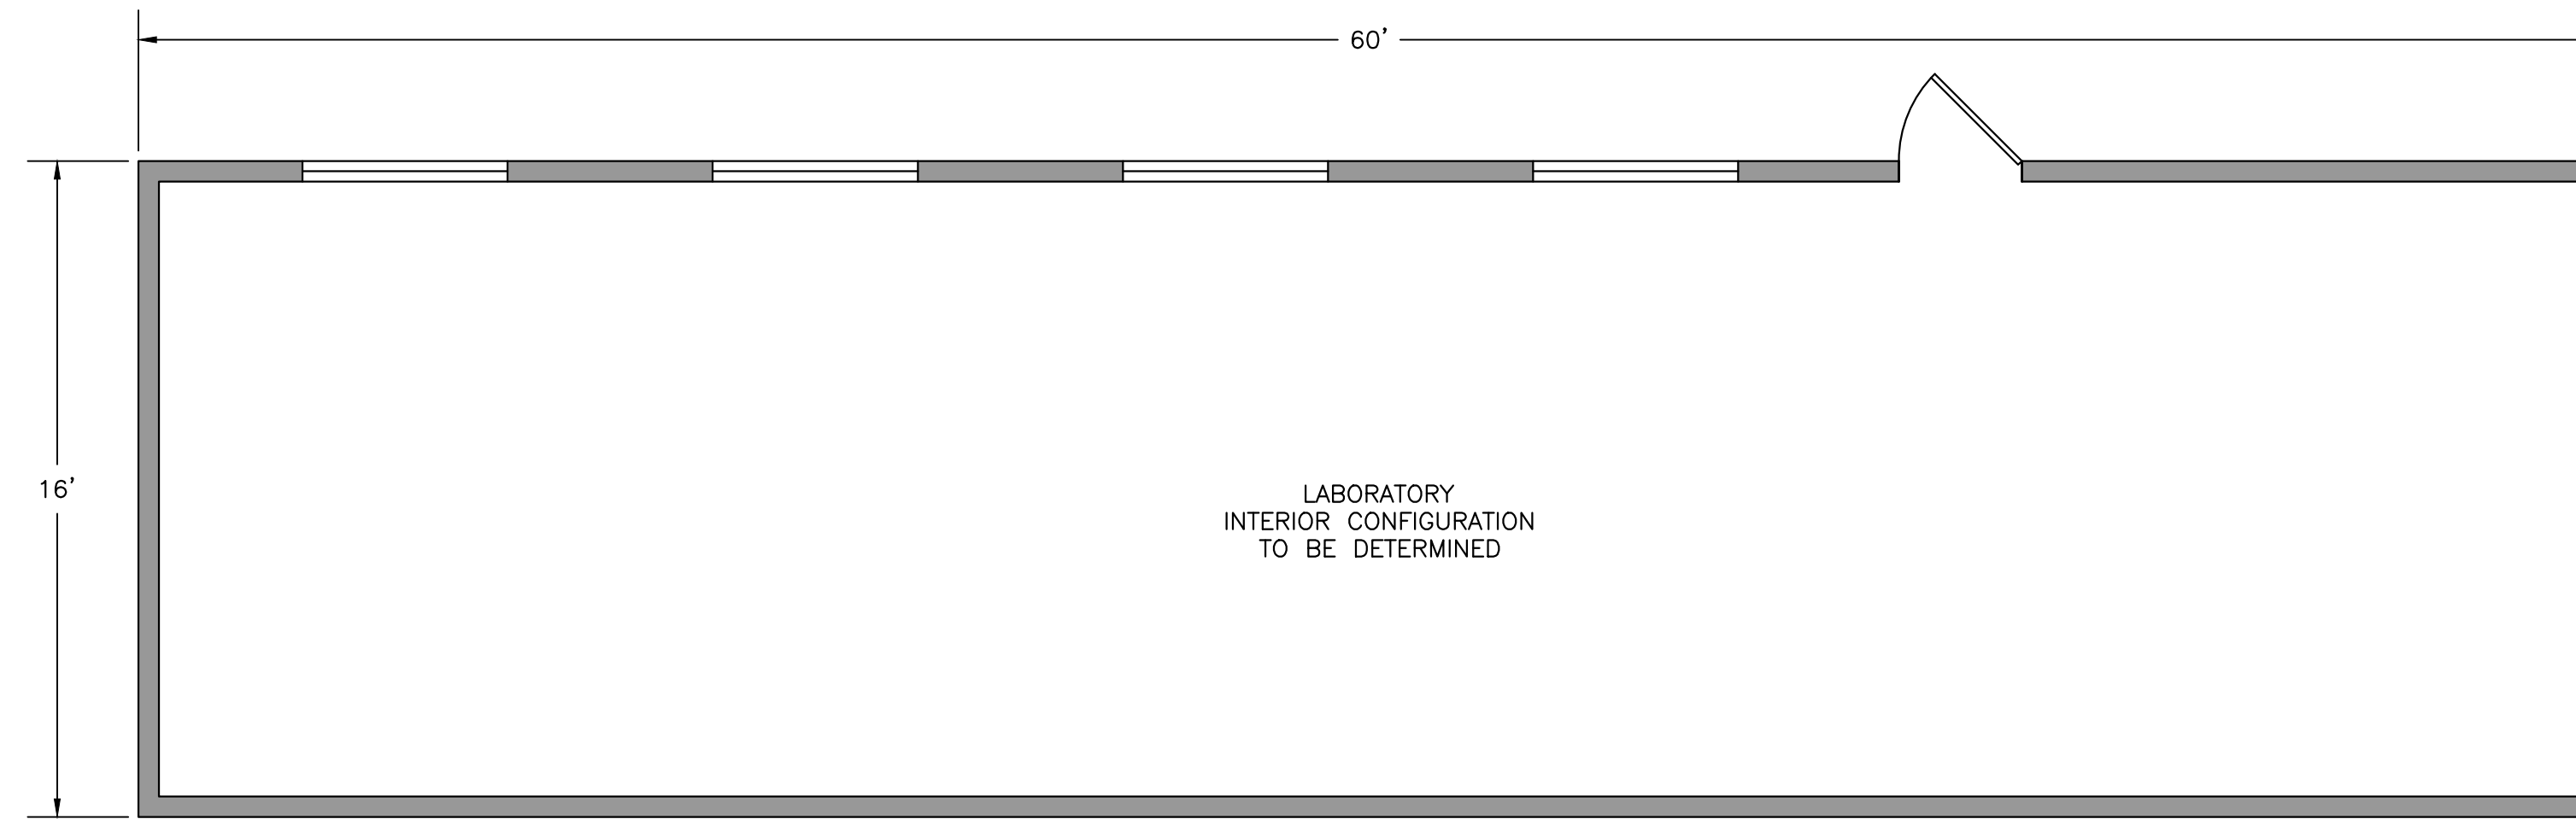 60'
16'
LABORATORY
INTERIOR CONFIGURATION
TO BE DETERMINED